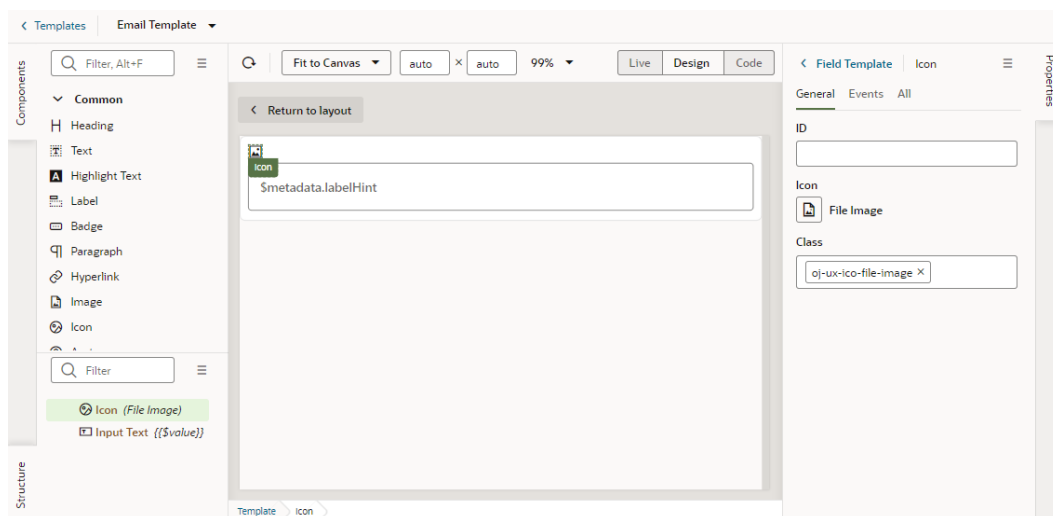 Templates
Email Template
Components
Filter, Alt+F
Common
Heading
Text
Highlight Text
Label
Badge
Paragraph
Hyperlink
Image
Icon
Filter
Icon (File Image)
Input Text {{$value}}
Structure
Fit to Canvas
auto × auto
99%
Live Design Code
Return to layout
Icon
$metadata.labelHint
Template Icon
Field Template Icon
General Events All
ID
Icon
File Image
Class
oj-ux-ico-file-image ×
Properties